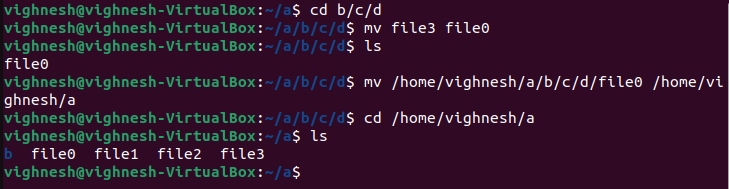 vighnesh@vighnesh-VirtualBox:~/a$ cd b/c/d
vighnesh@vighnesh-VirtualBox:~/a/b/c/d$ mv file3 file0
vighnesh@vighnesh-VirtualBox:~/a/b/c/d$ ls
file0
vighnesh@vighnesh-VirtualBox:~/a/b/c/d$ mv /home/vighnesh/a/b/c/d/file0 /home/vi
ghnesh/a
vighnesh@vighnesh-VirtualBox:~/a/b/c/d$ cd /home/vighnesh/a
vighnesh@vighnesh-VirtualBox:~/a$ ls
b  file0  file1  file2  file3
vighnesh@vighnesh-VirtualBox:~/a$